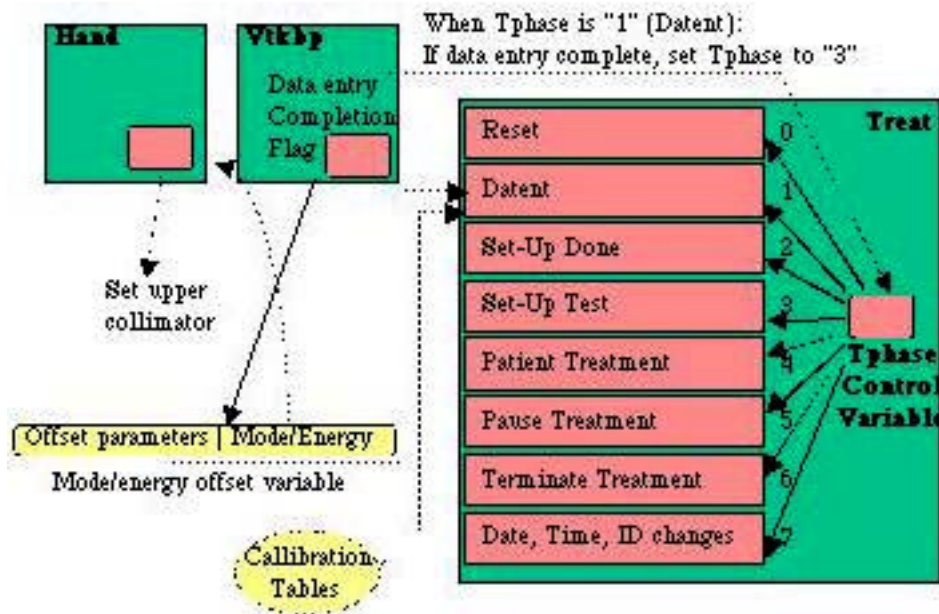 Hand
Vtkbp
When Tphase is "1" (Datent):
If data entry complete, set Tphase to "3"
Data entry
Completion
Flag
Treat
Reset 0
Datent 1
Set-Up Done 2
Set-Up Test 3
Patient Treatment 4
Pause Treatment 5
Terminate Treatment 6
Date, Time, ID changes 7
Tphase
Control
Variable
Set upper
collimator
Offset parameters
Mode/Energy
Mode/energy offset variable
Callibration
Tables